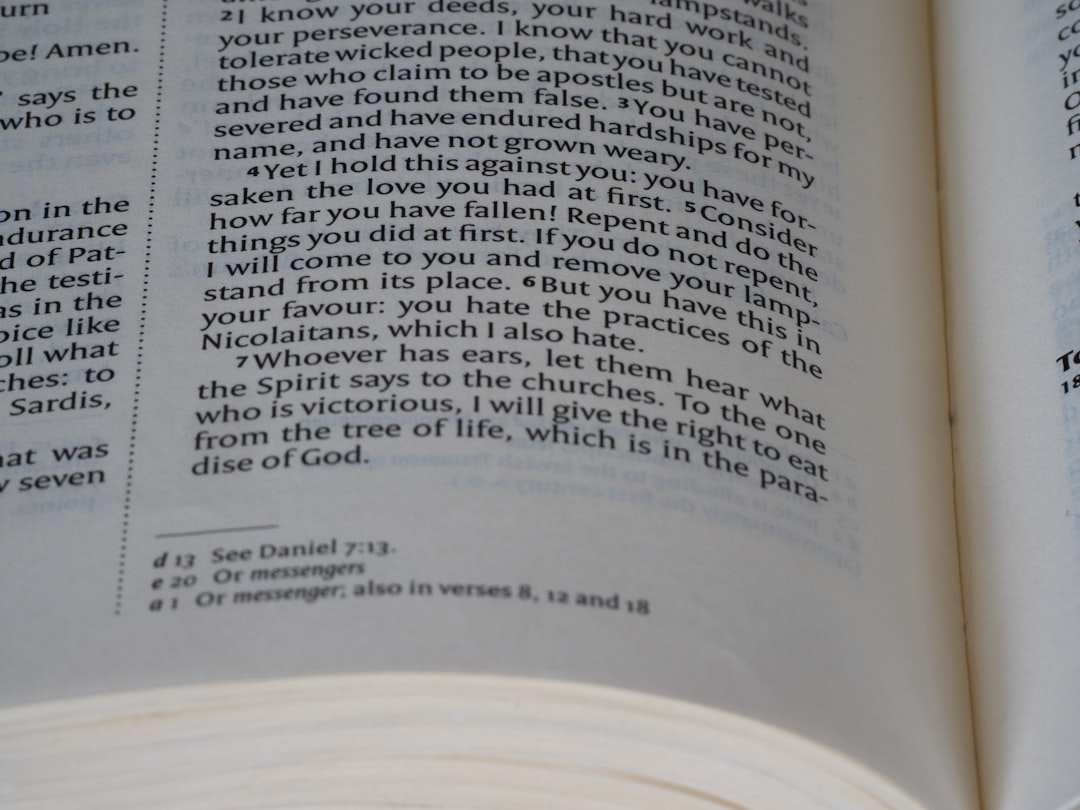 urn
be! Amen.
says the
who is to
on in the
ndurance
d of Pat-
he testi-
as in the
oice like
oll what
ches: to
Sardis,
hat was
y seven
walks
lampstands.
2 I know your deeds, your hard work and
your perseverance. I know that you cannot
tolerate wicked people, that you have tested
those who claim to be apostles but are not,
and have found them false. 3 You have per-
severed and have endured hardships for my
name, and have not grown weary.
4 Yet I hold this against you: you have for-
saken the love you had at first. 5 Consider
how far you have fallen! Repent and do the
things you did at first. If you do not repent,
I will come to you and remove your lamp-
stand from its place. 6 But you have this in
your favour: you hate the practices of the
Nicolaitans, which I also hate.
7 Whoever has ears, let them hear what
the Spirit says to the churches. To the one
who is victorious, I will give the right to eat
from the tree of life, which is in the para-
dise of God.
d 13 See Daniel 7:13.
e 20 Or messengers
a 1 Or messenger; also in verses 8, 12 and 18
To
18